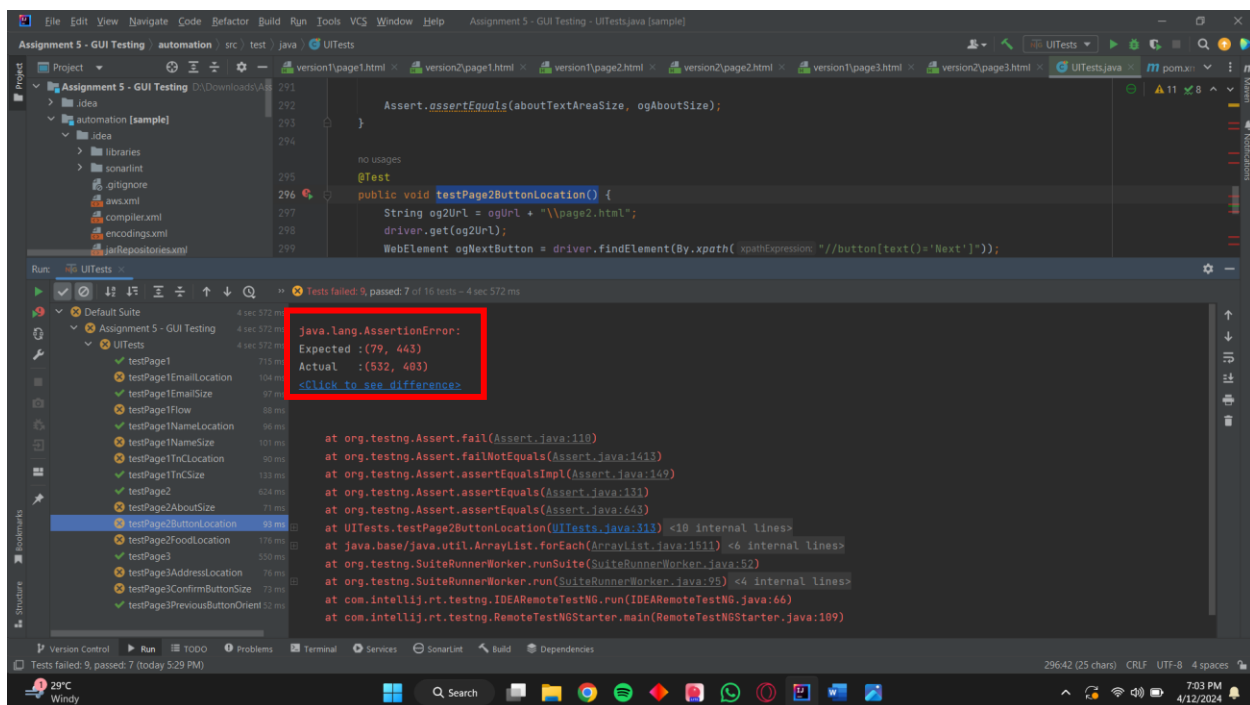 File Edit View Navigate Code Refactor Build Run Tools VCS Window Help Assignment 5 - GUI Testing - UITests.java [sample]
Assignment 5 - GUI Testing automation src test java UITests UITests
Project version1\page1.html version2\page1.html version1\page2.html version2\page2.html version1\page3.html version2\page3.html UITests.java
Assignment 5 - GUI Testing 291
.idea 292 Assert.assertEquals(aboutTextAreaSize, ogAboutSize); 11 8
automation [sample] 293 }
.idea 294
libraries no usages
sonarlint 295 @Test
.gitignore 296 public void testPage2ButtonLocation() {
aws.xml 297 String og2Url = ogUrl + "\\page2.html";
compiler.xml 298 driver.get(og2Url);
encodings.xml 299 WebElement ogNextButton = driver.findElement(By.xpath( xpathExpression: "//button[text()='Next']"));
jarRepositories.xml
Project
Maven
Notifications
Run: UITests
Tests failed: 9, passed: 7 of 16 tests – 4 sec 572 ms
Default Suite 4 sec 572 ms
Assignment 5 - GUI Testing 4 sec 572 ms
UITests 4 sec 572 ms
testPage1 715 ms
testPage1EmailLocation 104 ms
testPage1EmailSize 97 ms
testPage1Flow 88 ms
testPage1NameLocation 96 ms
testPage1NameSize 101 ms
testPage1TnCLocation 90 ms
testPage1TnCSize 133 ms
testPage2 624 ms
testPage2AboutSize 71 ms
testPage2ButtonLocation 93 ms
testPage2FoodLocation 176 ms
testPage3 550 ms
testPage3AddressLocation 76 ms
testPage3ConfirmButtonSize 73 ms
testPage3PreviousButtonOrient 52 ms
java.lang.AssertionError:
Expected :(79, 443)
Actual :(532, 403)
<Click to see difference>
at org.testng.Assert.fail(Assert.java:110)
at org.testng.Assert.failNotEquals(Assert.java:1413)
at org.testng.Assert.assertEqualsImpl(Assert.java:149)
at org.testng.Assert.assertEquals(Assert.java:131)
at org.testng.Assert.assertEquals(Assert.java:643)
at UITests.testPage2ButtonLocation(UITests.java:313) <10 internal lines>
at java.base/java.util.ArrayList.forEach(ArrayList.java:1511) <6 internal lines>
at org.testng.SuiteRunnerWorker.runSuite(SuiteRunnerWorker.java:52)
at org.testng.SuiteRunnerWorker.run(SuiteRunnerWorker.java:95) <4 internal lines>
at com.intellij.rt.testng.IDEARemoteTestNG.run(IDEARemoteTestNG.java:66)
at com.intellij.rt.testng.RemoteTestNGStarter.main(RemoteTestNGStarter.java:109)
Bookmarks
Structure
Version Control Run TODO Problems Terminal Services SonarLint Build Dependencies
Tests failed: 9, passed: 7 (today 5:29 PM) 296:42 (25 chars) CRLF UTF-8 4 spaces
29°C
Windy
Search
7:03 PM
4/12/2024